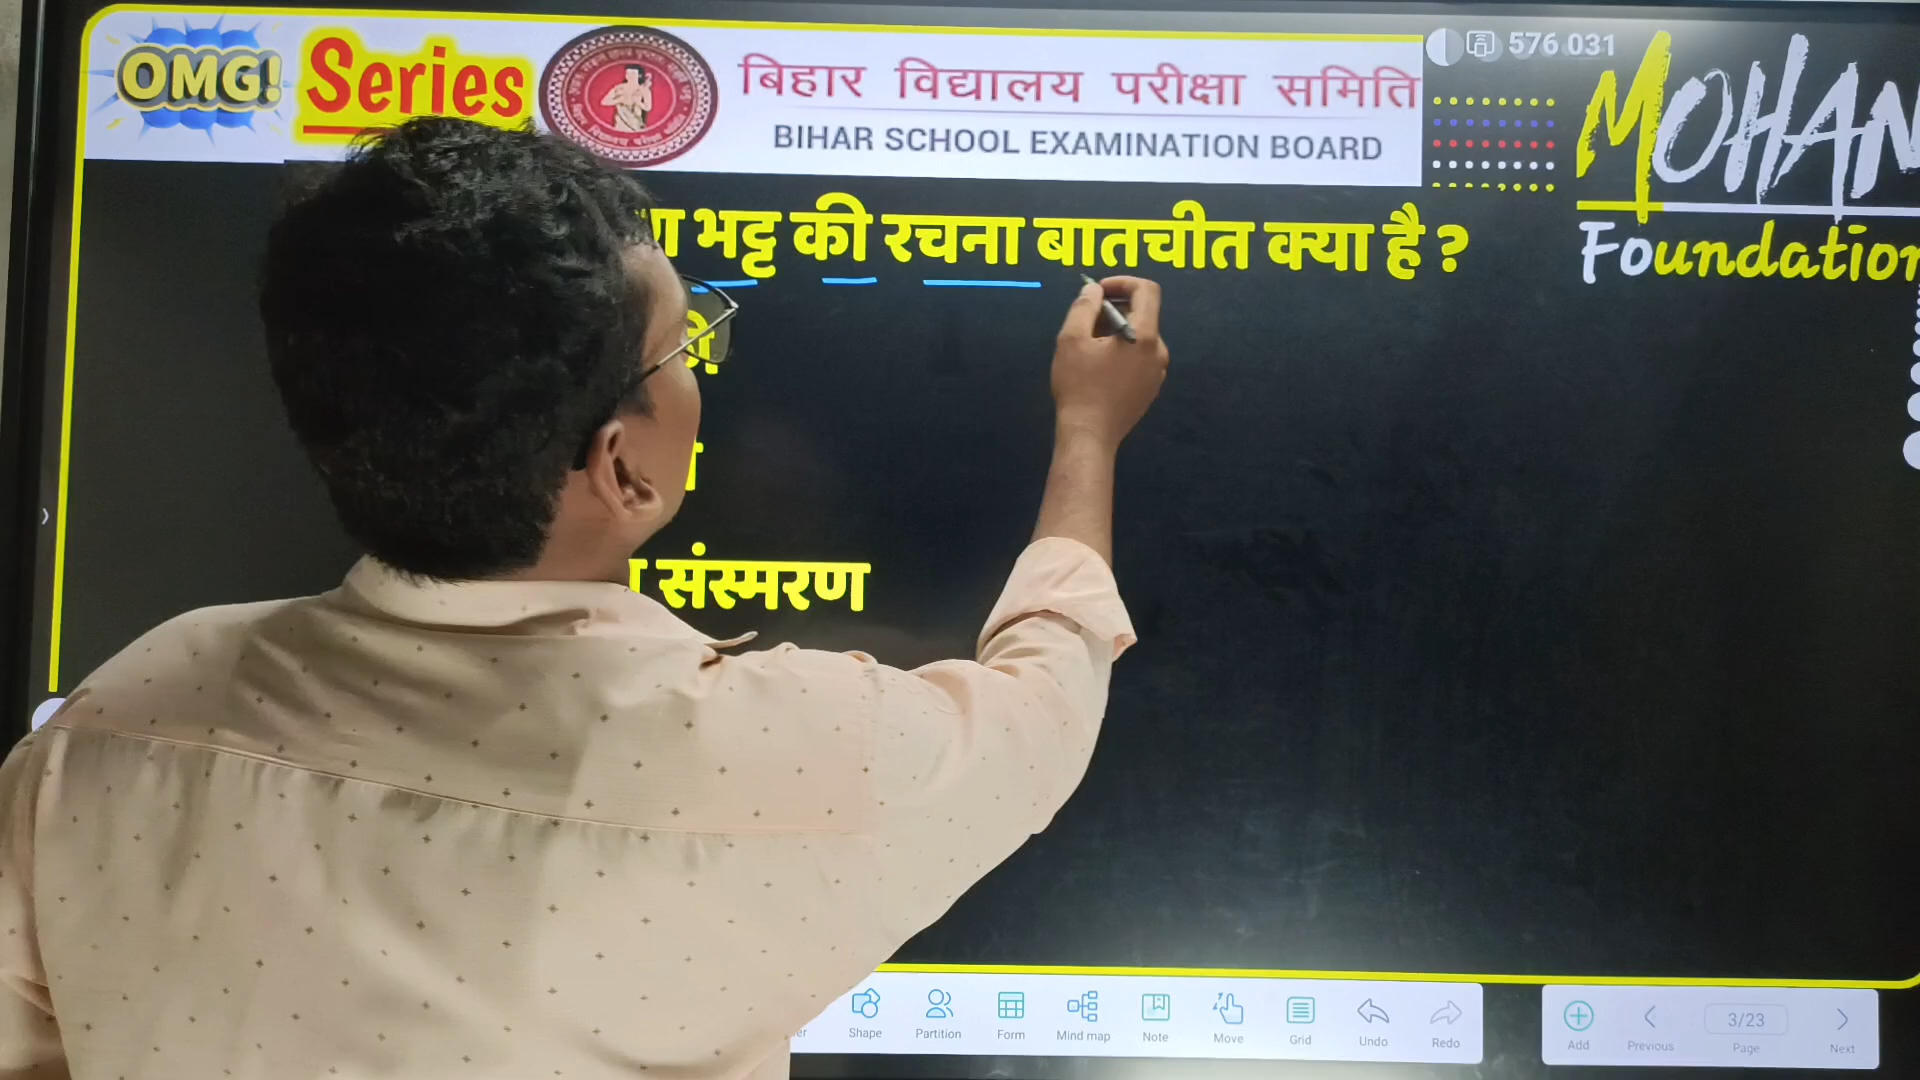 OMG! Series
बिहार विद्यालय परीक्षा समिति
BIHAR SCHOOL EXAMINATION BOARD
576 031
MOHAN
Foundation
भट्ट की रचना बातचीत क्या है ?
संस्मरण
Shape Partition Form Mind map Note Move Grid Undo Redo
Add Previous 3/23 Page Next